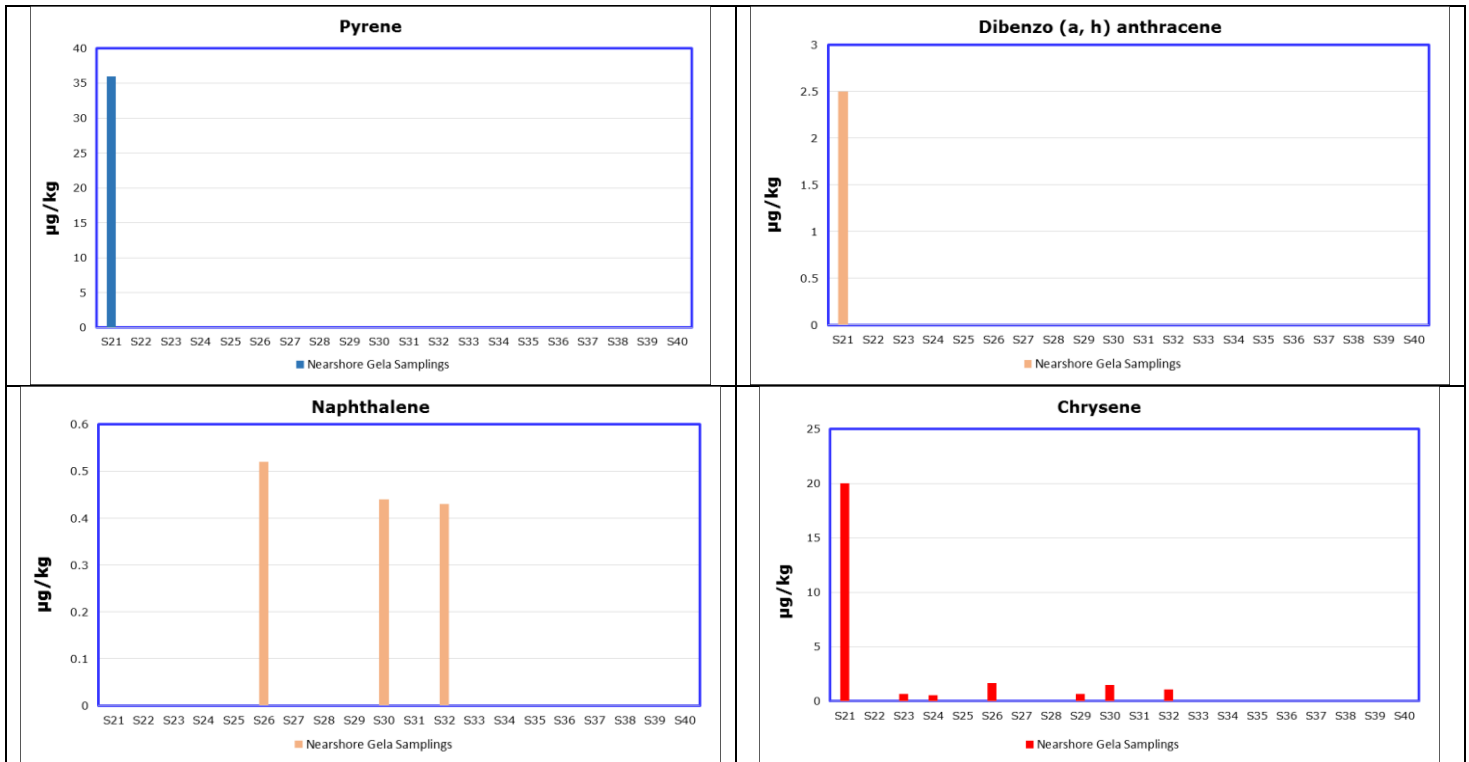 Pyrene
40
35
30
25
20
15
10
5
0
µg/kg
S21 S22 S23 S24 S25 S26 S27 S28 S29 S30 S31 S32 S33 S34 S35 S36 S37 S38 S39 S40
Nearshore Gela Samplings
Dibenzo (a, h) anthracene
3
2.5
2
1.5
1
0.5
0
µg/kg
S21 S22 S23 S24 S25 S26 S27 S28 S29 S30 S31 S32 S33 S34 S35 S36 S37 S38 S39 S40
Nearshore Gela Samplings
Naphthalene
0.6
0.5
0.4
0.3
0.2
0.1
0
µg/kg
S21 S22 S23 S24 S25 S26 S27 S28 S29 S30 S31 S32 S33 S34 S35 S36 S37 S38 S39 S40
Nearshore Gela Samplings
Chrysene
25
20
15
10
5
0
µg/kg
S21 S22 S23 S24 S25 S26 S27 S28 S29 S30 S31 S32 S33 S34 S35 S36 S37 S38 S39 S40
Nearshore Gela Samplings